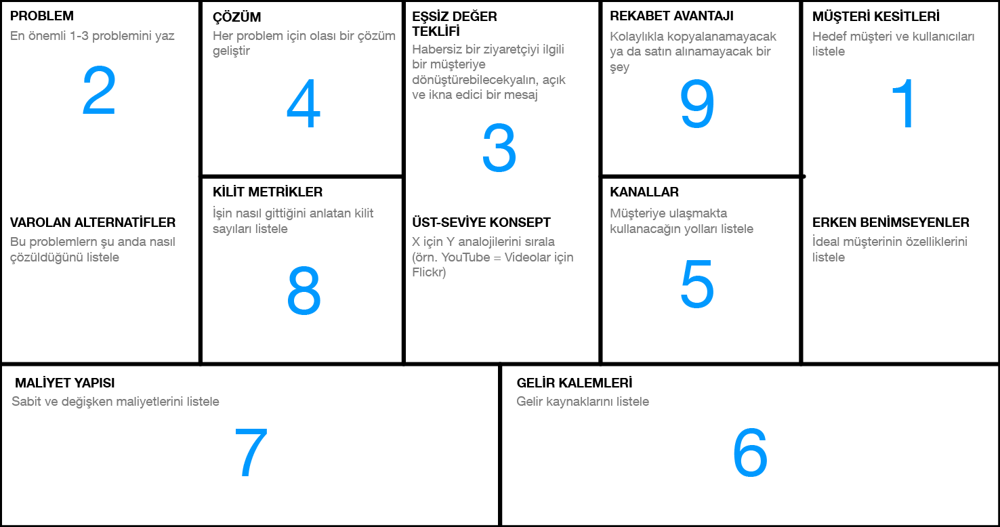 PROBLEM
En önemli 1-3 problemini yaz
2
VAROLAN ALTERNATİFLER
Bu problemlern şu anda nasıl
çözüldüğünü listele
ÇÖZÜM
Her problem için olası bir çözüm
geliştir
4
KİLİT METRİKLER
İşin nasıl gittiğini anlatan kilit
sayıları listele
8
EŞSİZ DEĞER
TEKLİFİ
Habersiz bir ziyaretçiyi ilgili
bir müşteriye
dönüştürebilecekyalın, açık
ve ikna edici bir mesaj
3
ÜST-SEVİYE KONSEPT
X için Y analojilerini sırala
(örn. YouTube = Videolar için
Flickr)
REKABET AVANTAJI
Kolaylıkla kopyalanamayacak
ya da satın alınamayacak bir
şey
9
KANALLAR
Müşteriye ulaşmakta
kullanacağın yolları listele
5
MÜŞTERİ KESİTLERİ
Hedef müşteri ve kullanıcıları
listele
1
ERKEN BENİMSEYENLER
İdeal müşterinin özelliklerini
listele
MALİYET YAPISI
Sabit ve değişken maliyetlerini listele
7
GELİR KALEMLERİ
Gelir kaynaklarını listele
6